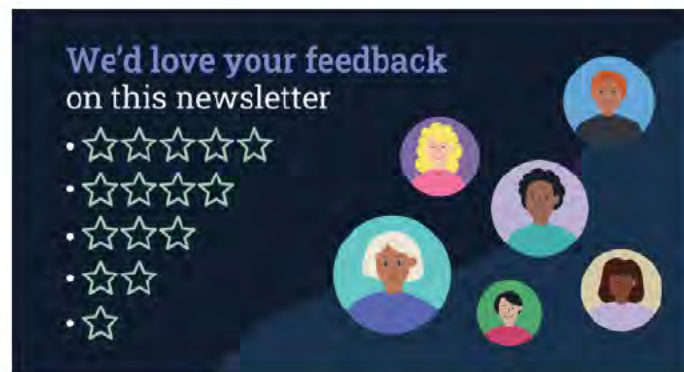 We'd love your feedback
on this newsletter
• ☆☆☆☆☆
• ☆☆☆☆
• ☆☆☆
• ☆☆
• ☆